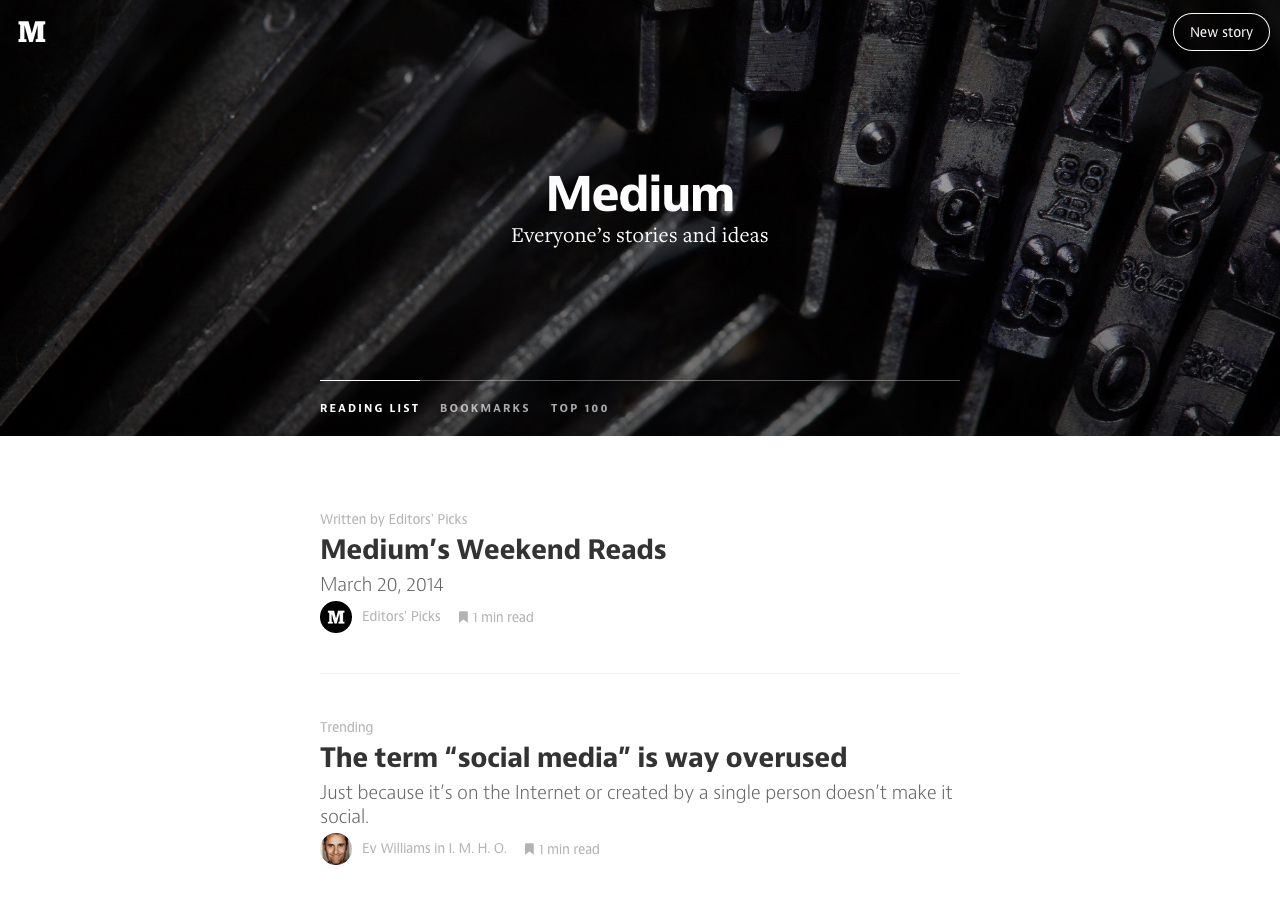 M
New story
Medium
Everyone’s stories and ideas
READING LIST BOOKMARKS TOP 100
Written by Editors’ Picks
Medium’s Weekend Reads
March 20, 2014
M Editors’ Picks 1 min read
Trending
The term “social media” is way overused
Just because it’s on the Internet or created by a single person doesn’t make it
social.
Ev Williams in I. M. H. O. 1 min read